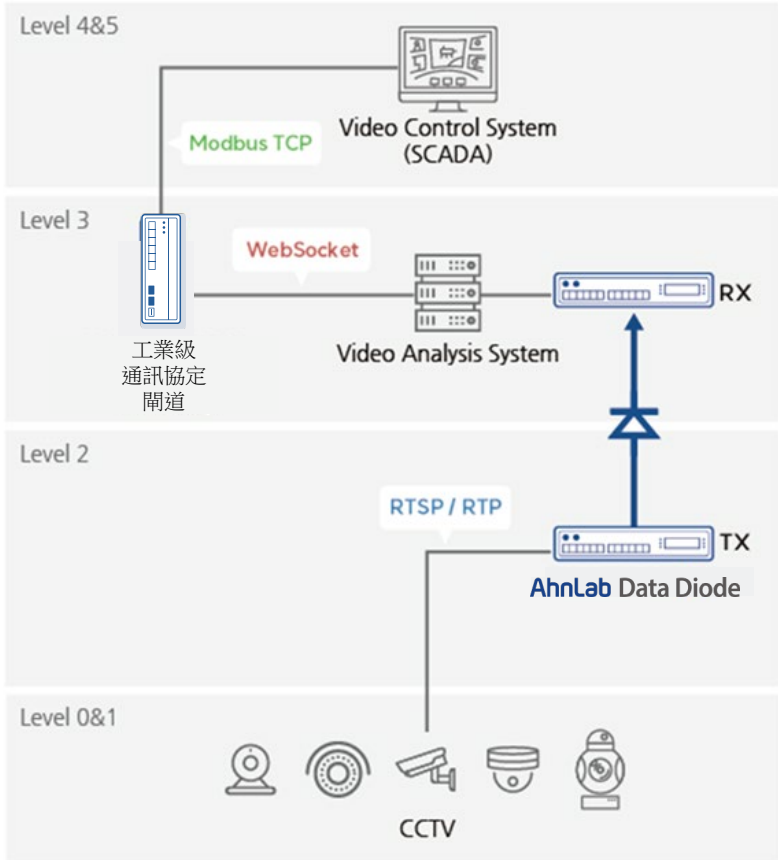 Level 4&5
Video Control System
(SCADA)
Modbus TCP
Level 3
WebSocket
RX
工業級
通訊協定
閘道
Video Analysis System
Level 2
RTSP / RTP
TX
AhnLab Data Diode
Level 0&1
CCTV